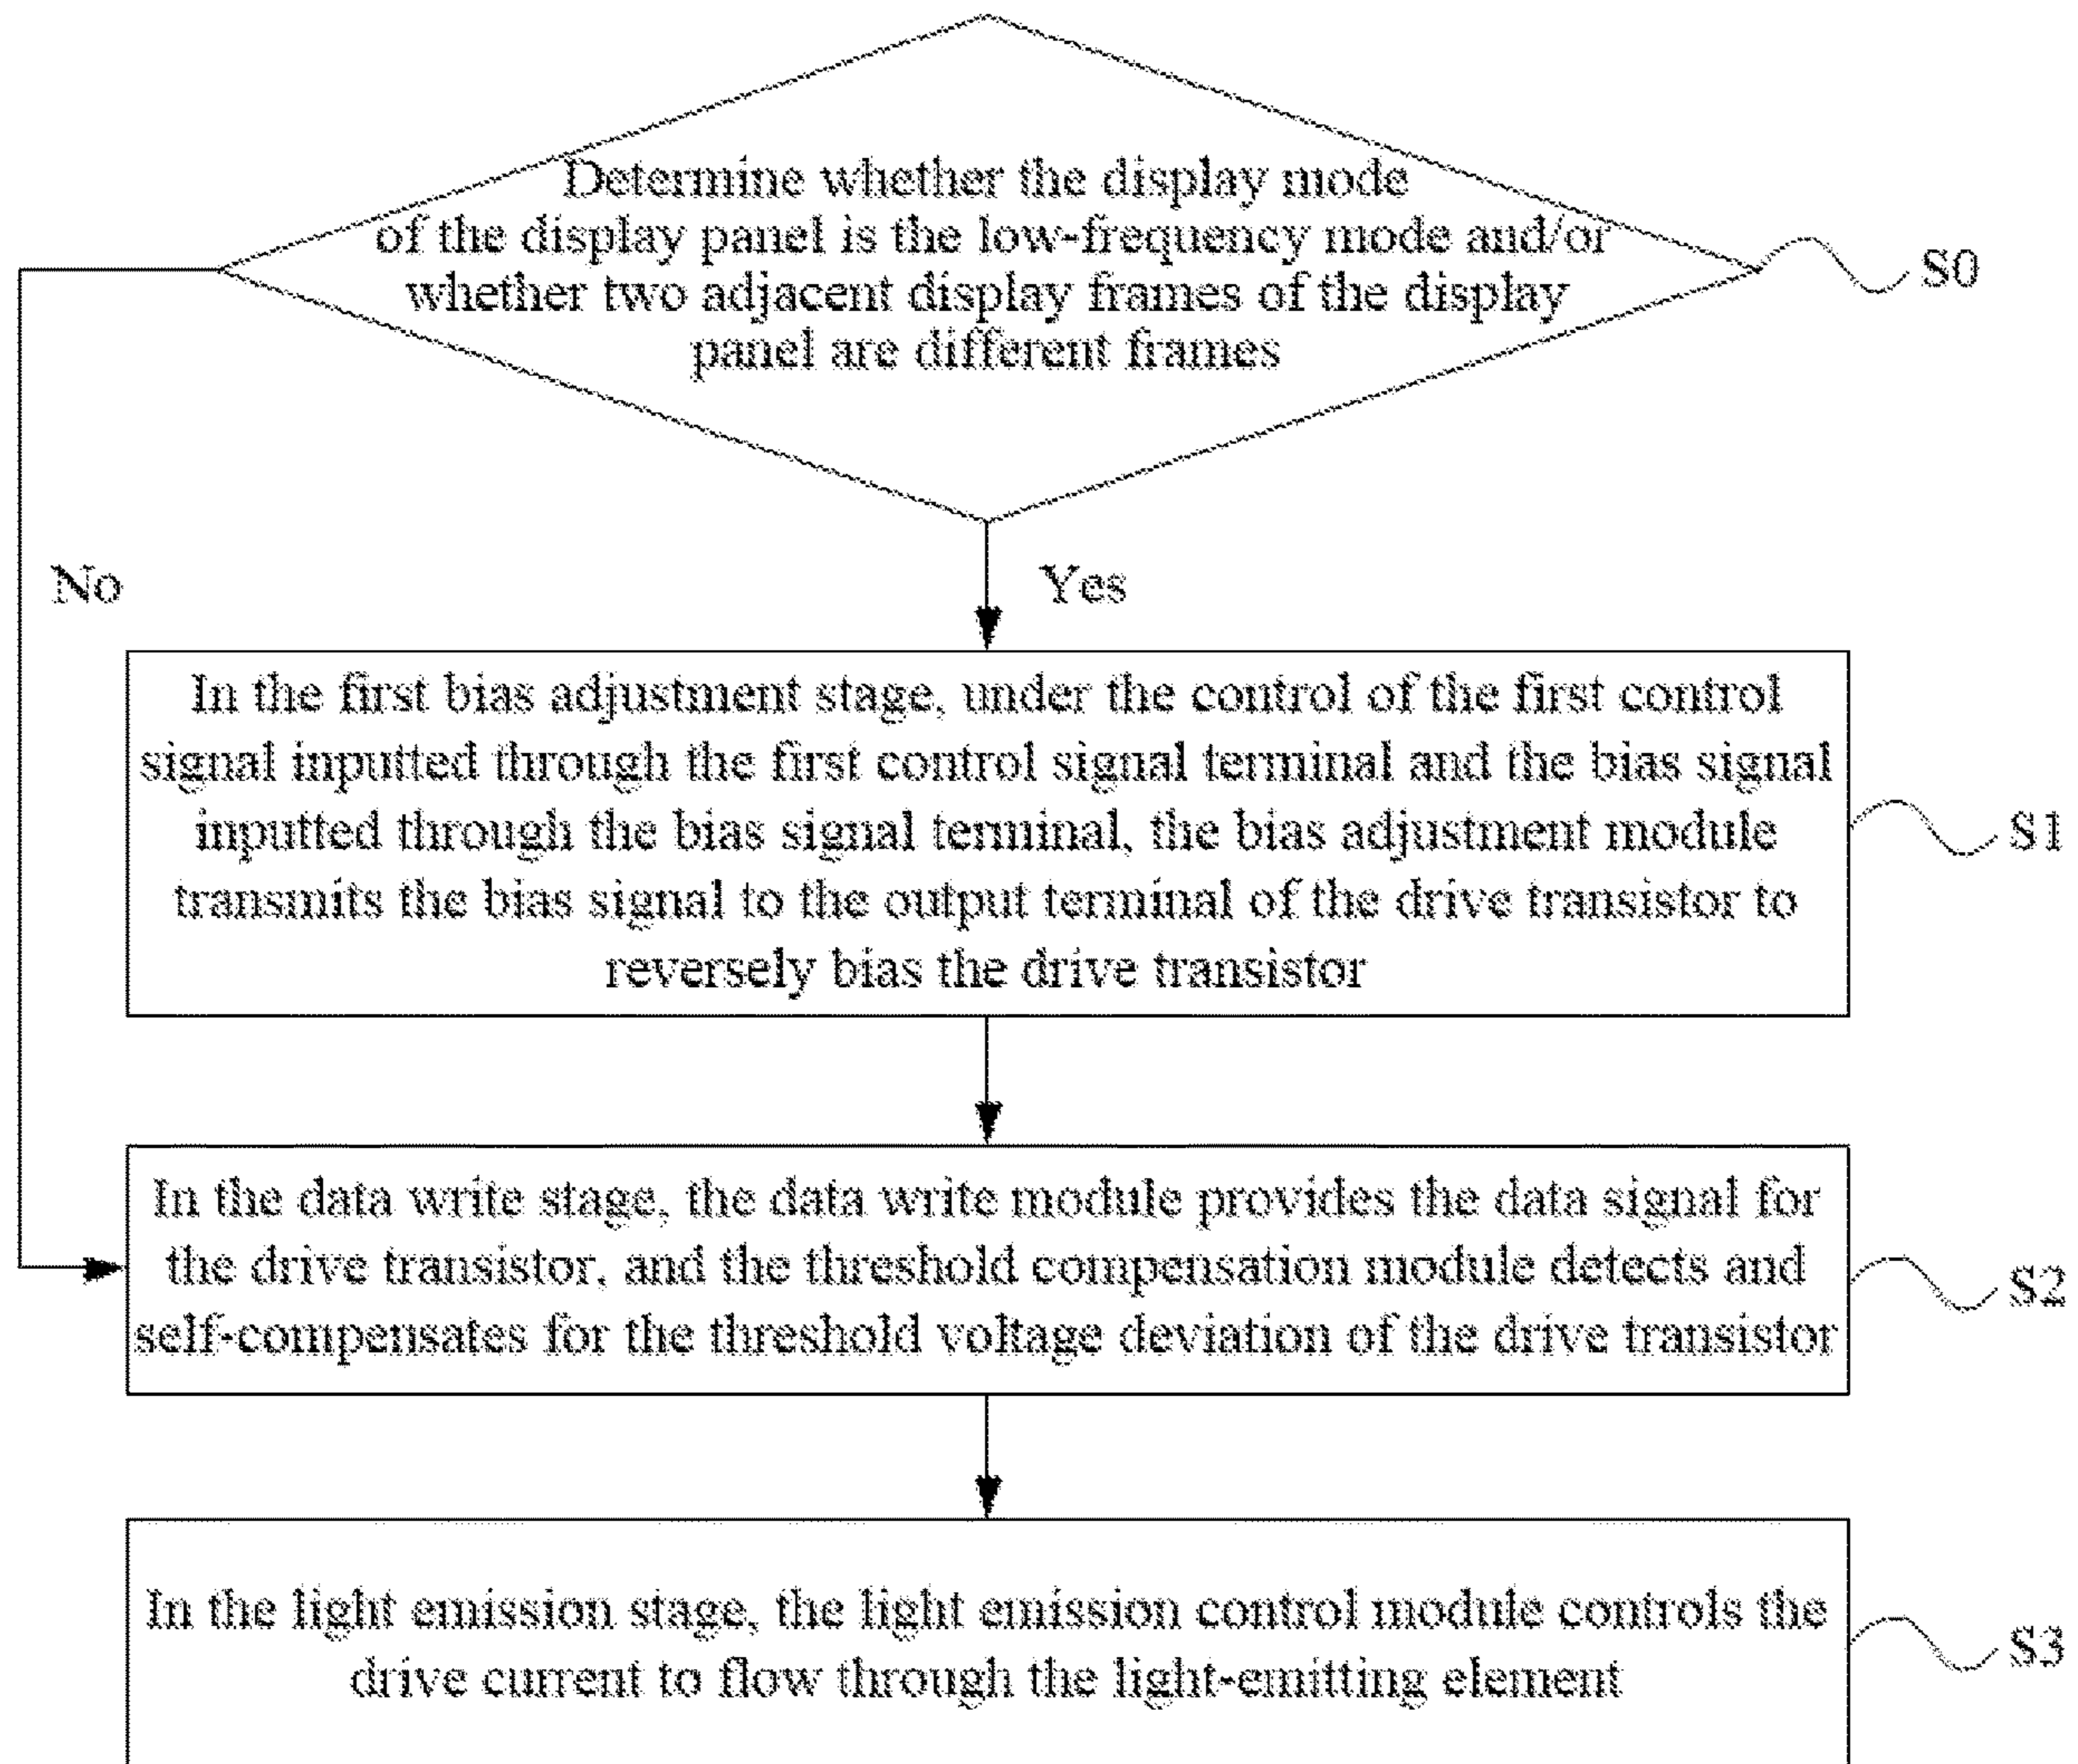 Determine whether the display mode
of the display panel is the low-frequency mode and/or
whether two adjacent display frames of the display
panel are different frames
S0
No
Yes
In the first bias adjustment stage, under the control of the first control
signal inputted through the first control signal terminal and the bias signal
inputted through the bias signal terminal, the bias adjustment module
transmits the bias signal to the output terminal of the drive transistor to
reversely bias the drive transistor
S1
In the data write stage, the data write module provides the data signal for
the drive transistor, and the threshold compensation module detects and
self-compensates for the threshold voltage deviation of the drive transistor
S2
In the light emission stage, the light emission control module controls the
drive current to flow through the light-emitting element
S3